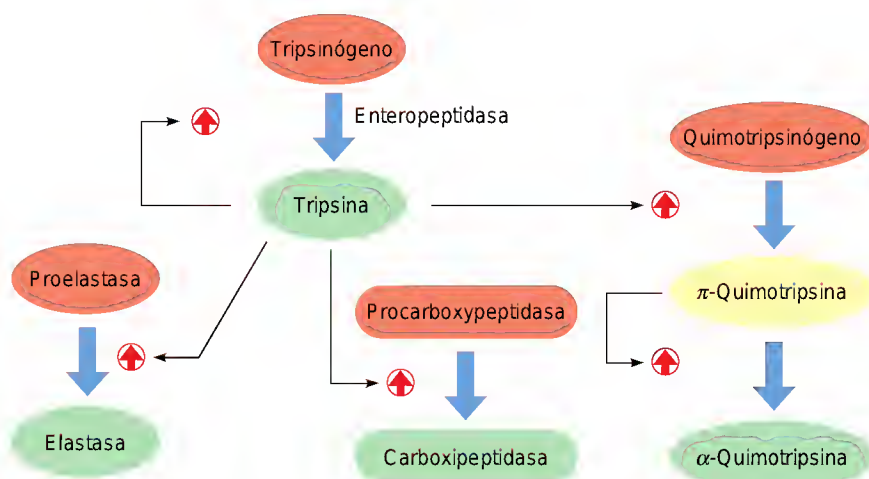 Tripsinógeno
Enteropeptidasa
Quimotripsinógeno
Tripsina
Proelastasa
Procarboxypeptidasa
π-Quimotripsina
Elastasa
Carboxipeptidasa
α-Quimotripsina